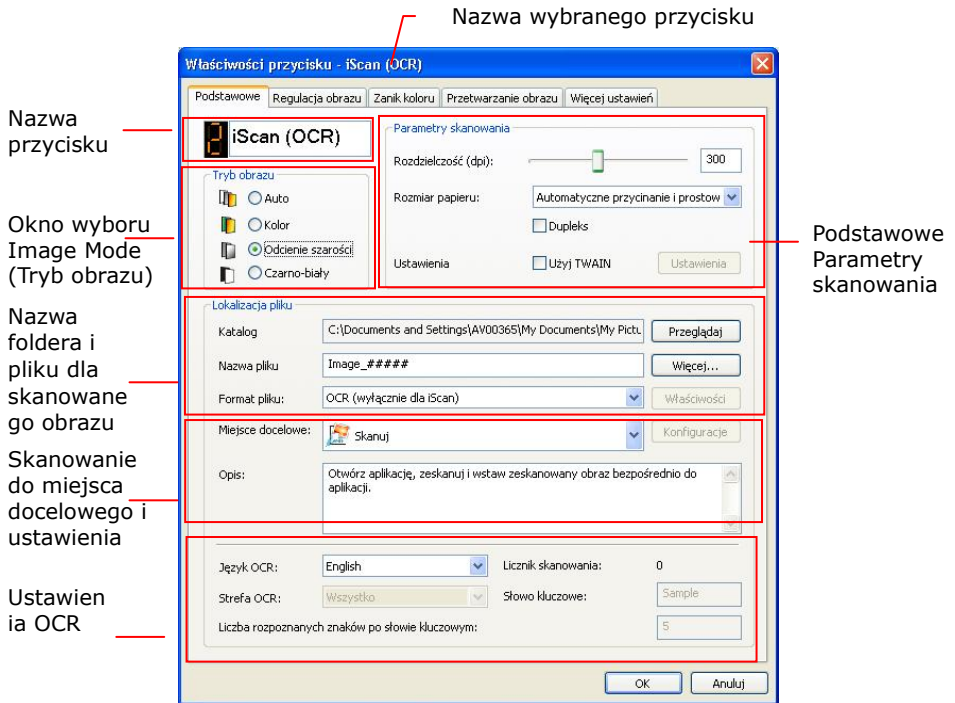 Nazwa wybranego przycisku
Właściwości przycisku - iScan (OCR)
Podstawowe Regulacja obrazu Zanik koloru Przetwarzanie obrazu Więcej ustawień
Nazwa
przycisku
2 iScan (OCR)
Parametry skanowania
Rozdzielczość (dpi): 300
Rozmiar papieru: Automatyczne przycinanie i prostow
Dupleks
Ustawienia Użyj TWAIN Ustawienia
Tryb obrazu
Auto
Kolor
Odcienie szarości
Czarno-biały
Okno wyboru
Image Mode
(Tryb obrazu)
Podstawowe
Parametry
skanowania
Nazwa
foldera i
pliku dla
skanowane
go obrazu
Lokalizacja pliku
Katalog C:\Documents and Settings\AV00365\My Documents\My Pictu Przeglądaj
Nazwa pliku Image_##### Więcej...
Format pliku: OCR (wyłącznie dla iScan) Właściwości
Skanowanie
do miejsca
docelowego i
ustawienia
Miejsce docelowe: Skanuj Konfiguracje
Opis: Otwórz aplikację, zeskanuj i wstaw zeskanowany obraz bezpośrednio do
aplikacji.
Ustawien
ia OCR
Język OCR: English Licznik skanowania: 0
Strefa OCR: Wszystko Słowo kluczowe: Sample
Liczba rozpoznanych znaków po słowie kluczowym: 5
OK Anuluj